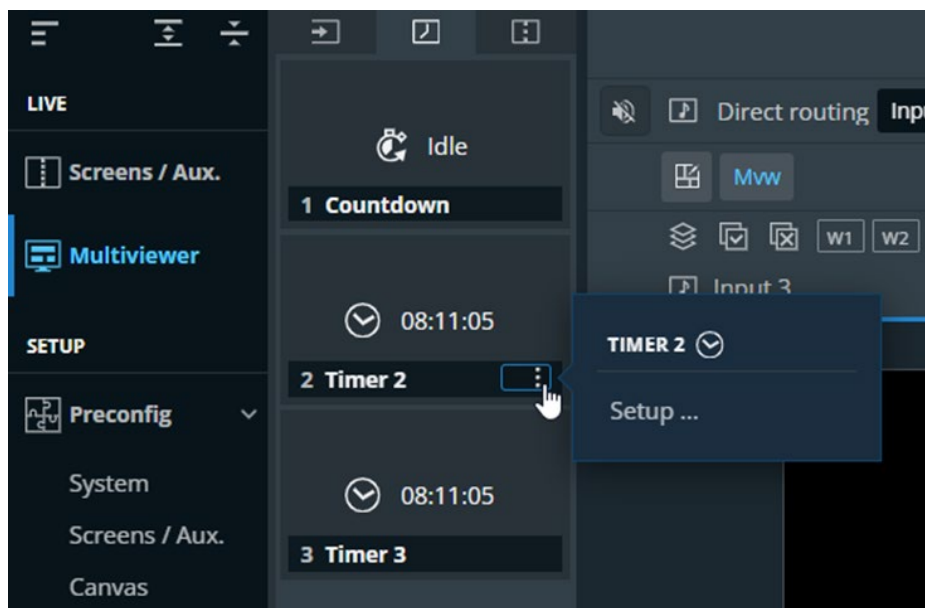 LIVE
Screens / Aux.
Multiviewer
SETUP
Preconfig
System
Screens / Aux.
Canvas
Idle
1 Countdown
08:11:05
2 Timer 2
08:11:05
3 Timer 3
Direct routing
Mvw
W1 W2
Input 3
TIMER 2
Setup ...